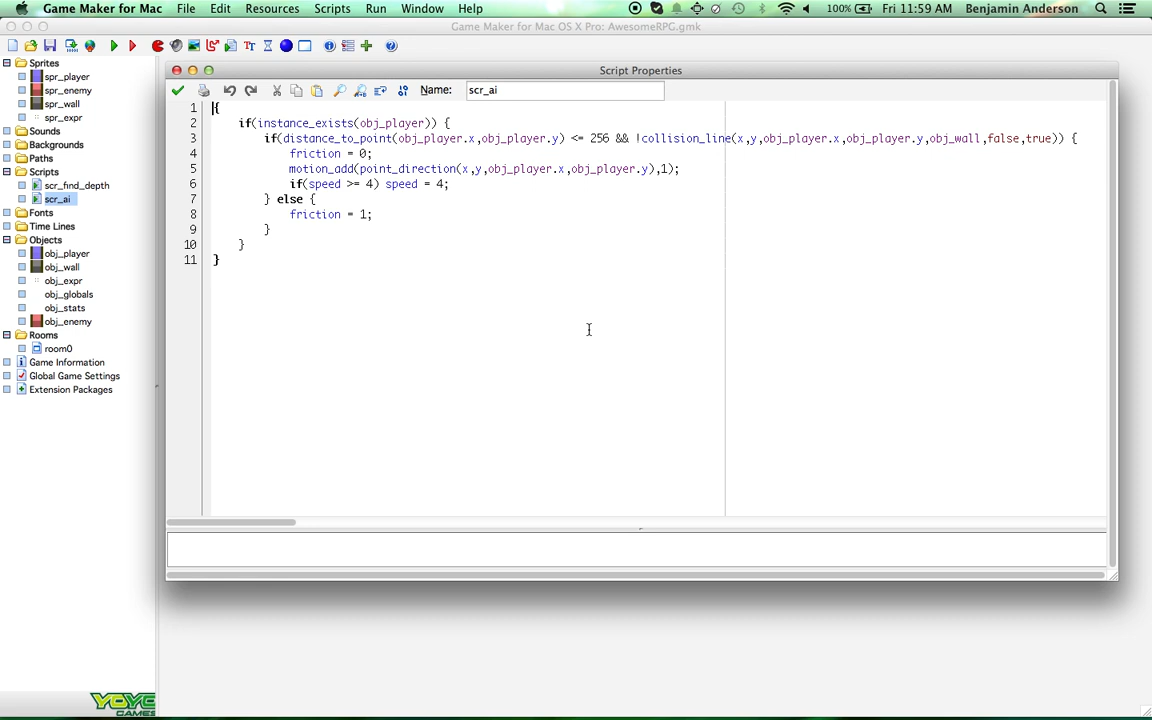 Game Maker for Mac File Edit Resources Scripts Run Window Help 100% Fri 11:59 AM Benjamin Anderson
Game Maker for Mac OS X Pro: AwesomeRPG.gmk
Script Properties
Name: scr_ai
Sprites
spr_player
spr_enemy
spr_wall
spr_expr
Sounds
Backgrounds
Paths
Scripts
scr_find_depth
scr_ai
Fonts
Time Lines
Objects
obj_player
obj_wall
obj_expr
obj_globals
obj_stats
obj_enemy
Rooms
room0
Game Information
Global Game Settings
Extension Packages
1 {
2 if(instance_exists(obj_player)) {
3 if(distance_to_point(obj_player.x,obj_player.y) <= 256 && !collision_line(x,y,obj_player.x,obj_player.y,obj_wall,false,true)) {
4 friction = 0;
5 motion_add(point_direction(x,y,obj_player.x,obj_player.y),1);
6 if(speed >= 4) speed = 4;
7 } else {
8 friction = 1;
9 }
10 }
11 }
YOYO
GAMES